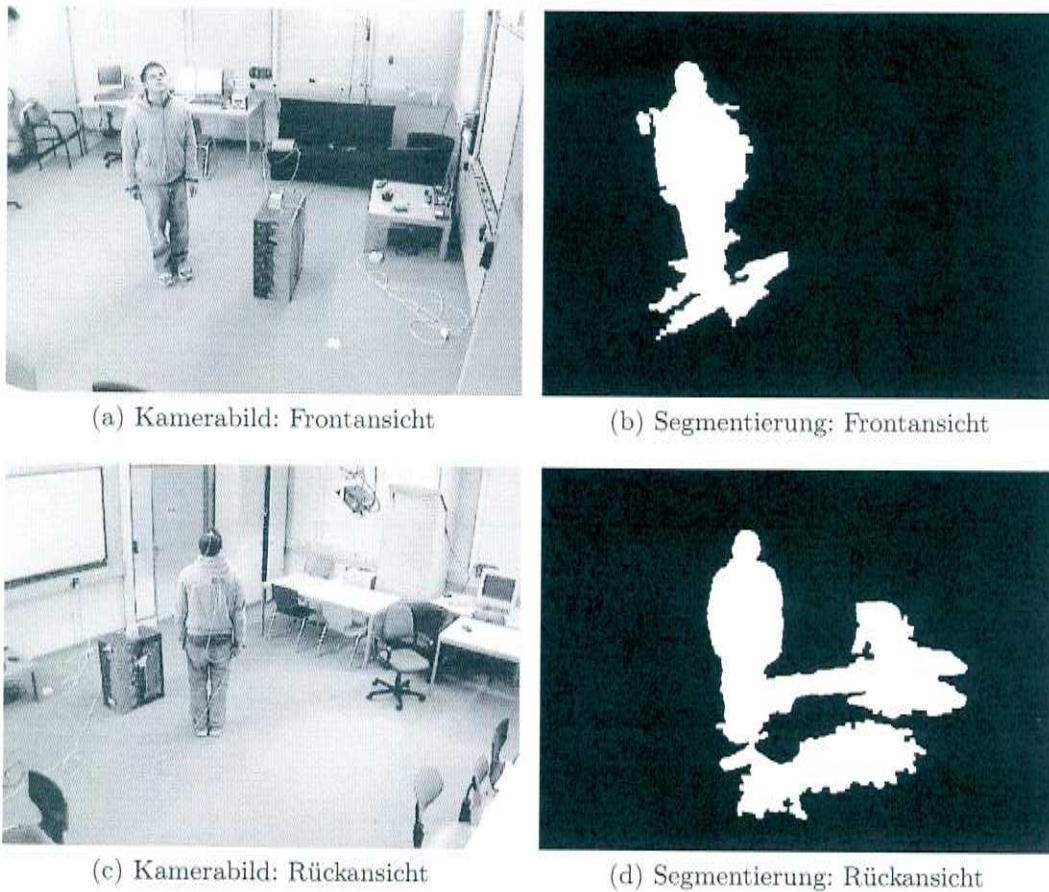 (a) Kamerabild: Frontansicht
(b) Segmentierung: Frontansicht
(c) Kamerabild: Rückansicht
(d) Segmentierung: Rückansicht